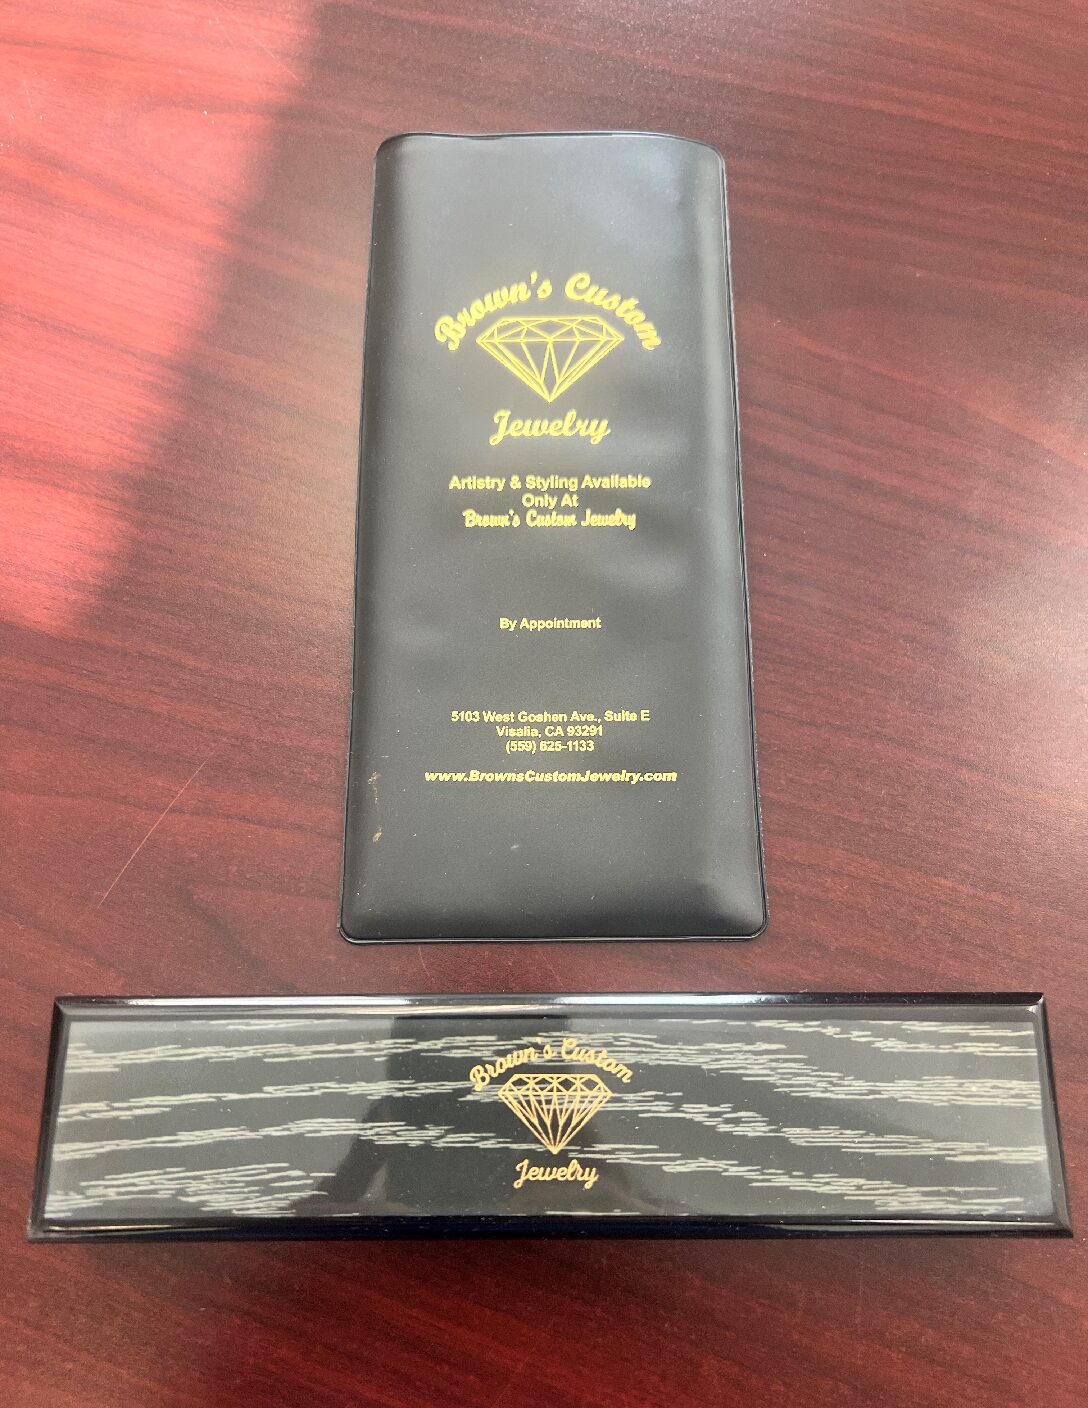 Brown's Custom
Jewelry
Artistry & Styling Available
Only At
Brown's Custom Jewelry
By Appointment
5103 West Goshen Ave., Suite E
Visalia, CA 93291
(559) 625-1133
www.BrownsCustomJewelry.com
Brown's Custom
Jewelry